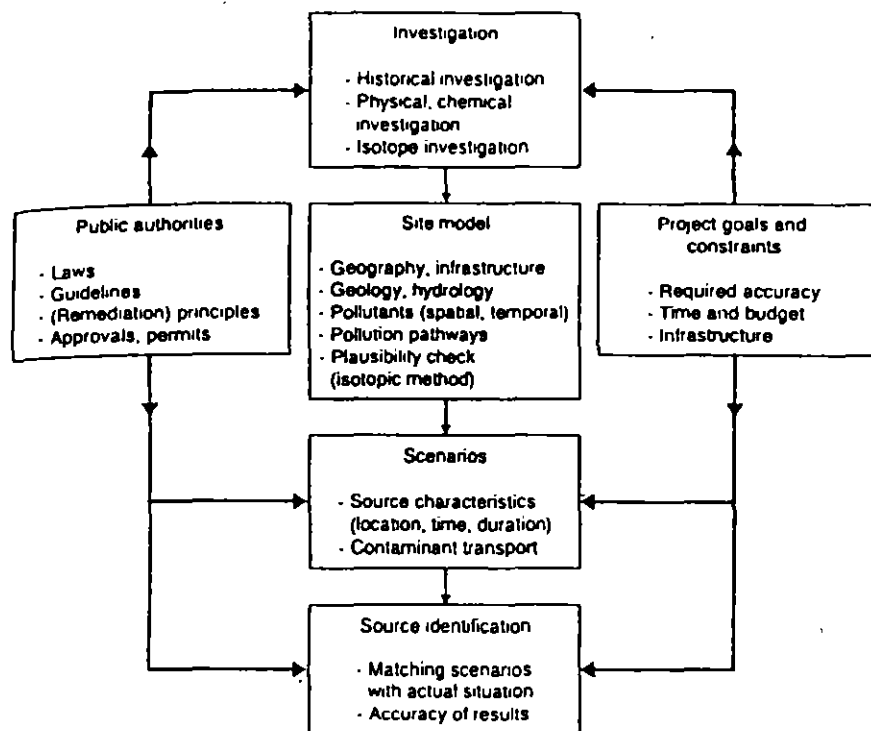 Investigation
- Historical investigation
- Physical, chemical
investigation
- Isotope investigation
Public authorities
- Laws
- Guidelines
- (Remediation) principles
- Approvals, permits
Site model
- Geography, infrastructure
- Geology, hydrology
- Pollutants (spatial, temporal)
- Pollution pathways
- Plausibility check
(isotopic method)
Project goals and
constraints
- Required accuracy
- Time and budget
- Infrastructure
Scenarios
- Source characteristics
(location, time, duration)
- Contaminant transport
Source identification
- Matching scenarios
with actual situation
- Accuracy of results